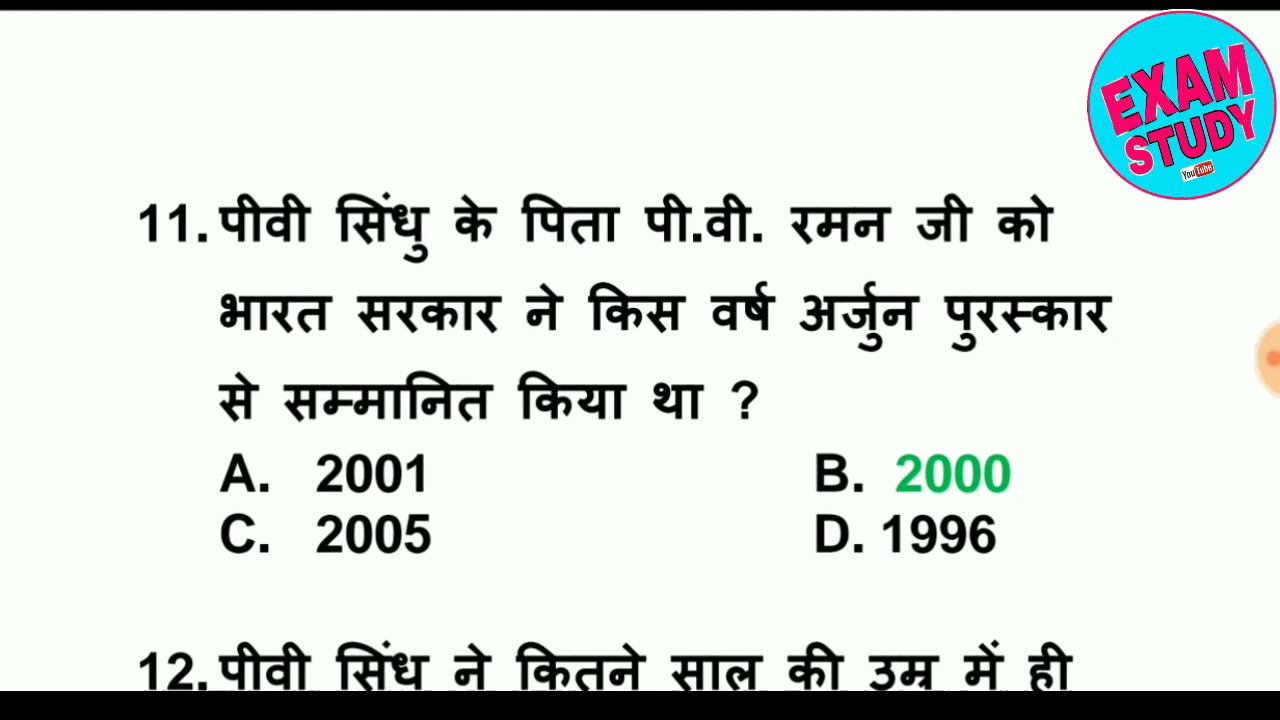 EXAM
STUDY
YouTube
11. पीवी सिंधु के पिता पी.वी. रमन जी को
भारत सरकार ने किस वर्ष अर्जुन पुरस्कार
से सम्मानित किया था ?
A. 2001 B. 2000
C. 2005 D. 1996
12. पीवी सिंधु ने कितने साल की उम्र में ही